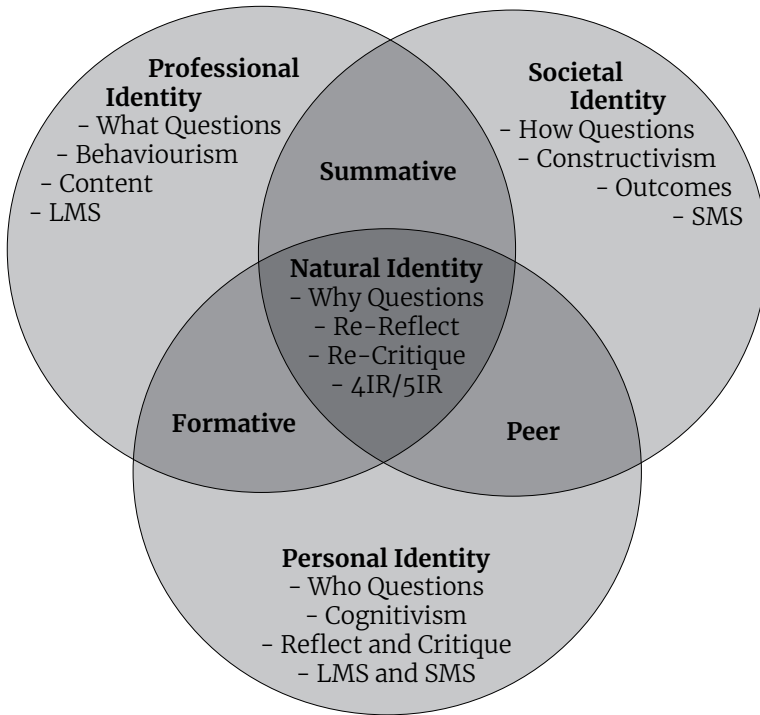 Professional
Identity
- What Questions
- Behaviourism
- Content
- LMS
Societal
Identity
- How Questions
- Constructivism
- Outcomes
- SMS
Summative
Natural Identity
- Why Questions
- Re-Reflect
- Re-Critique
- 4IR/5IR
Formative
Peer
Personal Identity
- Who Questions
- Cognitivism
- Reflect and Critique
- LMS and SMS